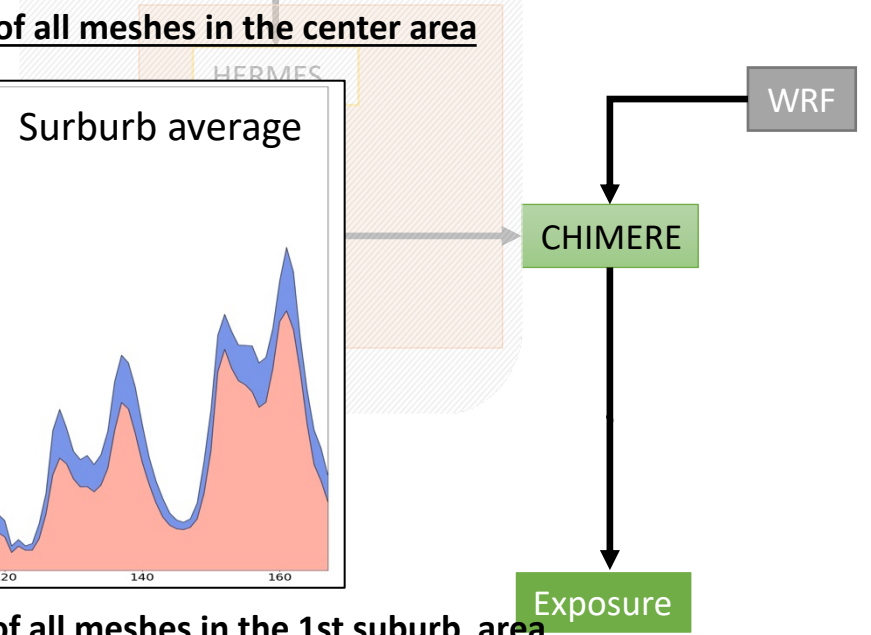 of all meshes in the center area
HERMES
WRF
Surburb average
CHIMERE
20
140
160
Exposure
of all meshes in the 1st suburb area